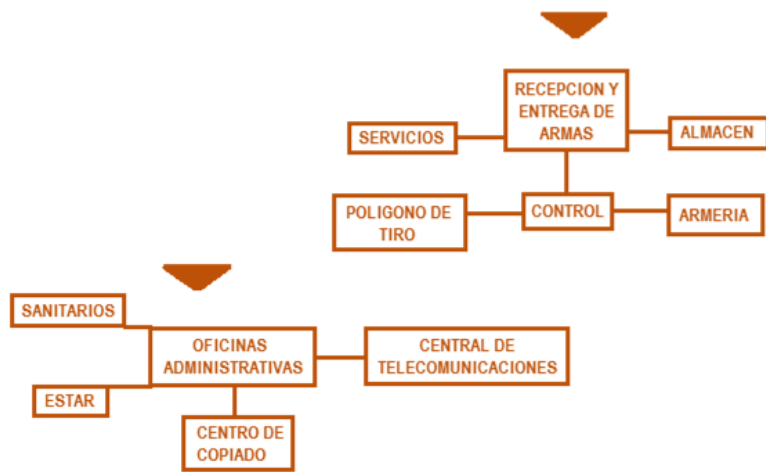 RECEPCION Y
ENTREGA DE
ARMAS
SERVICIOS
ALMACEN
POLIGONO DE
TIRO
CONTROL
ARMERIA
SANITARIOS
OFICINAS
ADMINISTRATIVAS
CENTRAL DE
TELECOMUNICACIONES
ESTAR
CENTRO DE
COPIADO